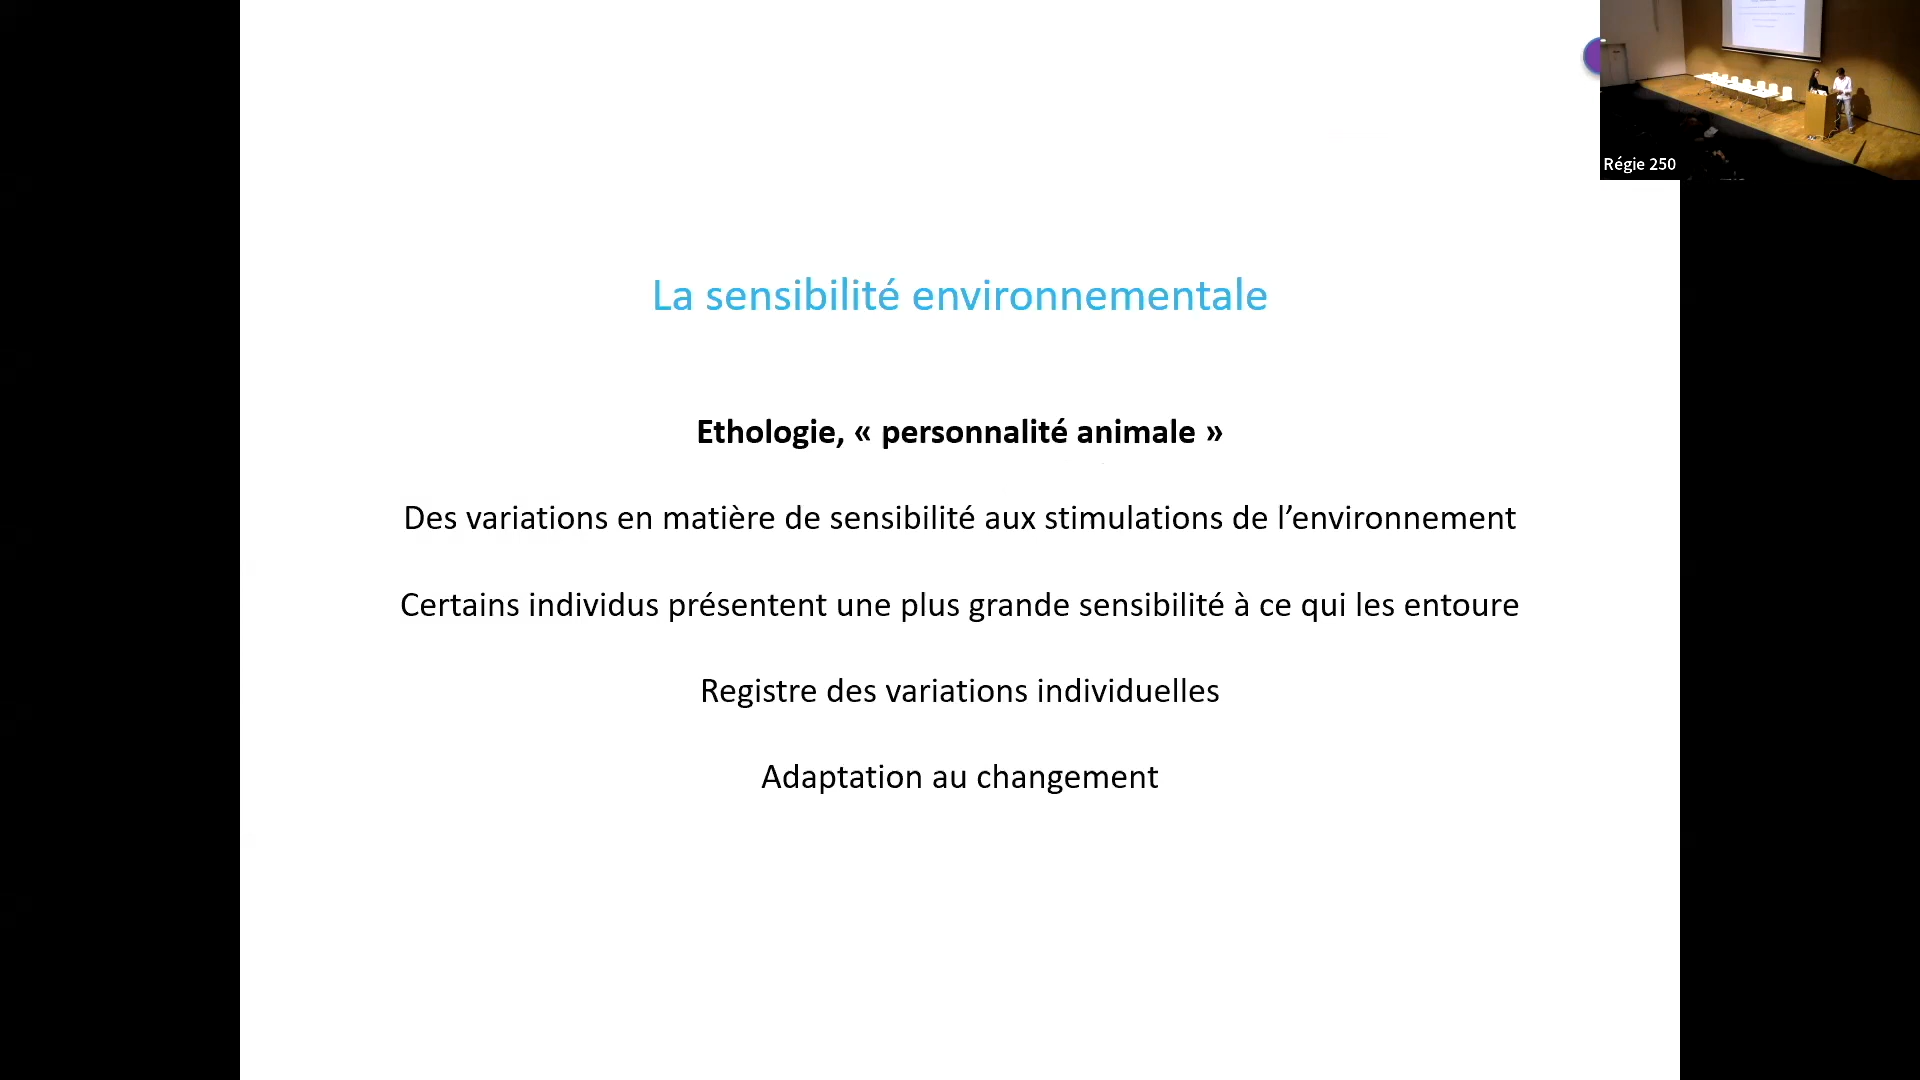 La sensibilité environnementale
Ethologie, « personnalité animale »
Des variations en matière de sensibilité aux stimulations de l’environnement
Certains individus présentent une plus grande sensibilité à ce qui les entoure
Registre des variations individuelles
Adaptation au changement
Régie 250